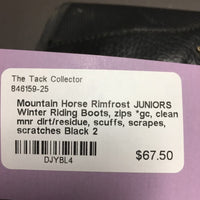 The Tack Collector
846159-25
Mountain Horse Rimfrost JUNIORS
Winter Riding Boots, zips *gc, clean
mnr dirt/residue, scuffs, scrapes,
scratches Black 2
DJYBL4
$67.50